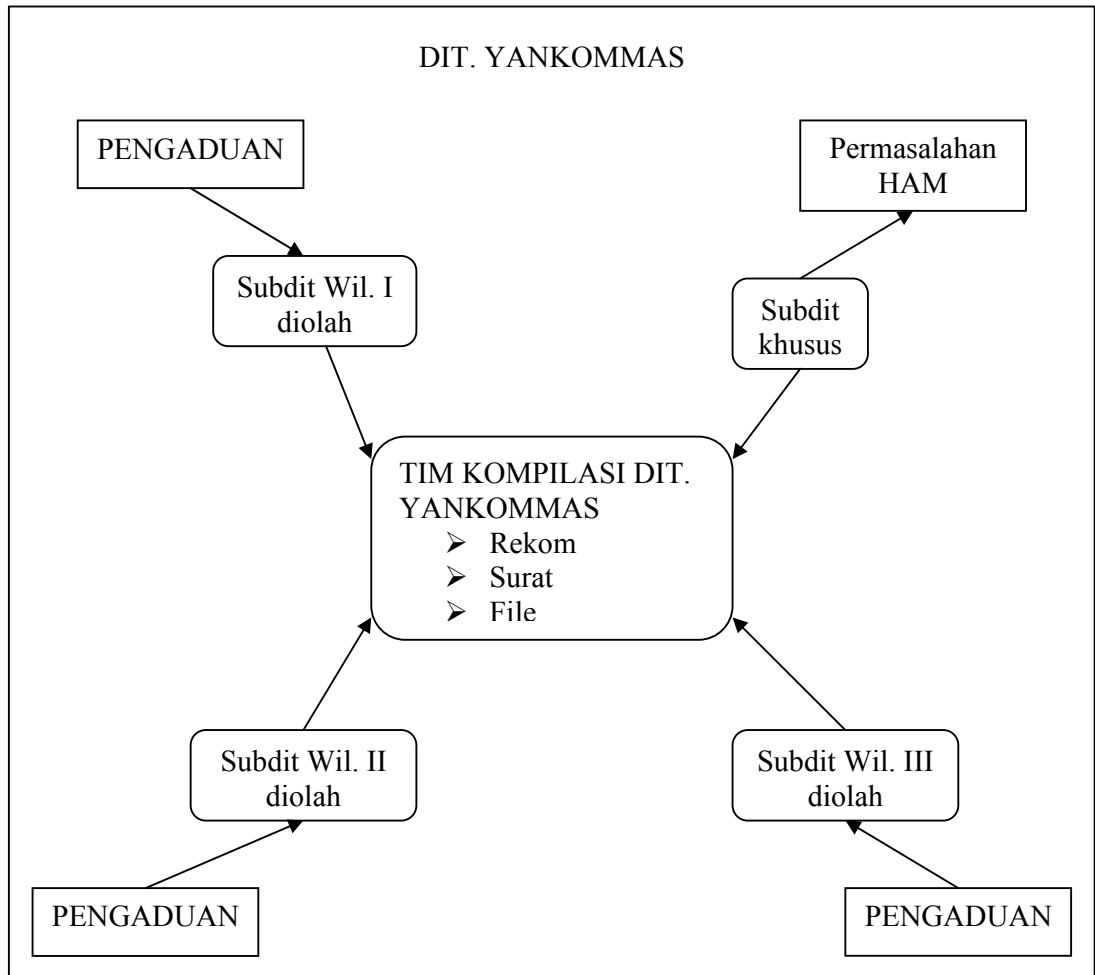 DIT. YANKOMMAS
PENGADUAN
Permasalahan
HAM
Subdit Wil. I
diolah
Subdit
khusus
TIM KOMPILASI DIT.
YANKOMMAS
➢ Rekom
➢ Surat
➢ File
Subdit Wil. II
diolah
Subdit Wil. III
diolah
PENGADUAN
PENGADUAN